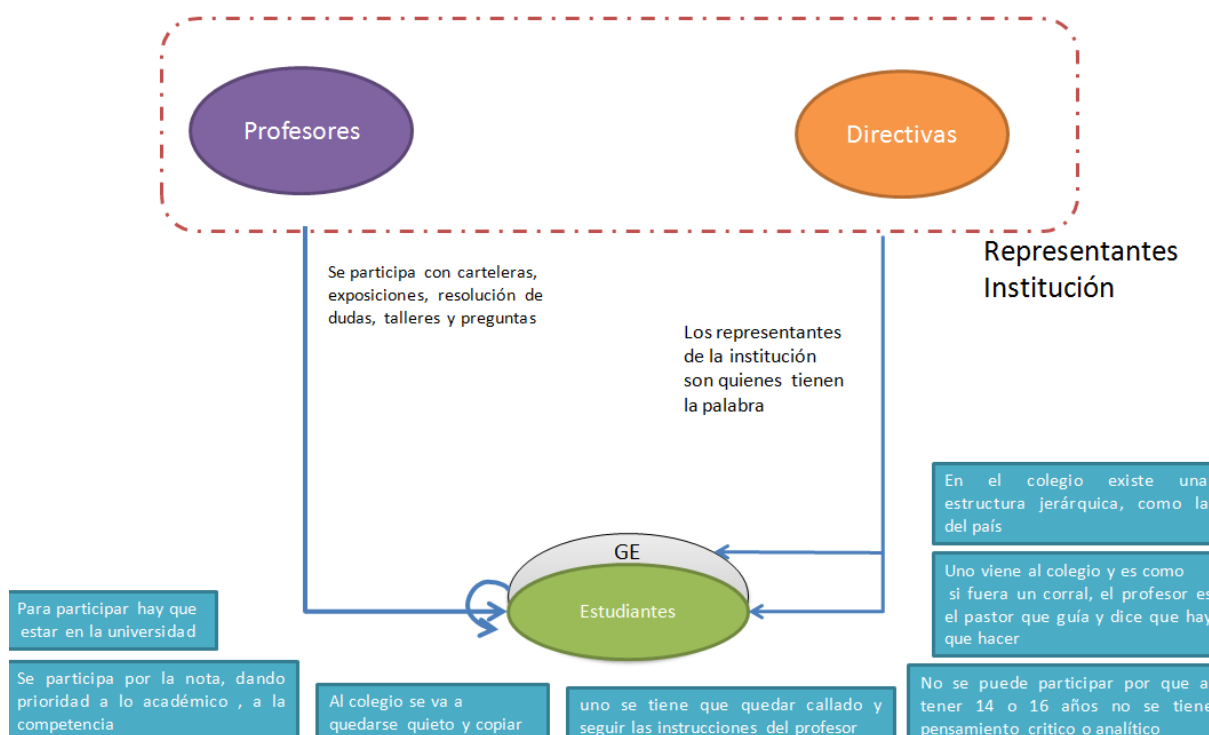 Profesores
Directivas
Representantes
Institución
Se participa con carteleras,
exposiciones, resolución de
dudas, talleres y preguntas
Los representantes
de la institución
son quienes tienen
la palabra
GE
Estudiantes
En el colegio existe una
estructura jerárquica, como la
del país
Uno viene al colegio y es como
si fuera un corral, el profesor es
el pastor que guía y dice que hay
que hacer
Para participar hay que
estar en la universidad
Se participa por la nota, dando
prioridad a lo académico , a la
competencia
Al colegio se va a
quedarse quieto y copiar
uno se tiene que quedar callado y
seguir las instrucciones del profesor
No se puede participar por que al
tener 14 o 16 años no se tiene
pensamiento critico o analítico